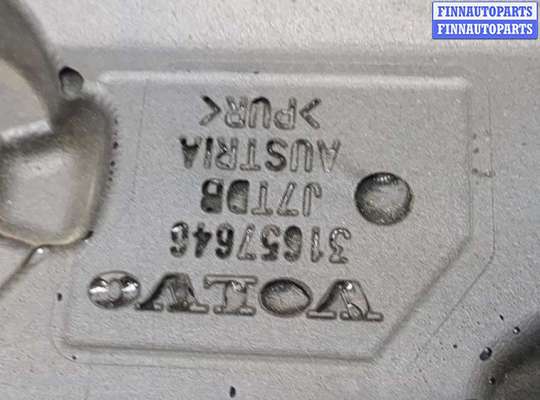 FINNAUTOPARTS
FINNAUTOPARTS
VOLVO
31657646
J7TDB
AUSTRIA
>PUR<